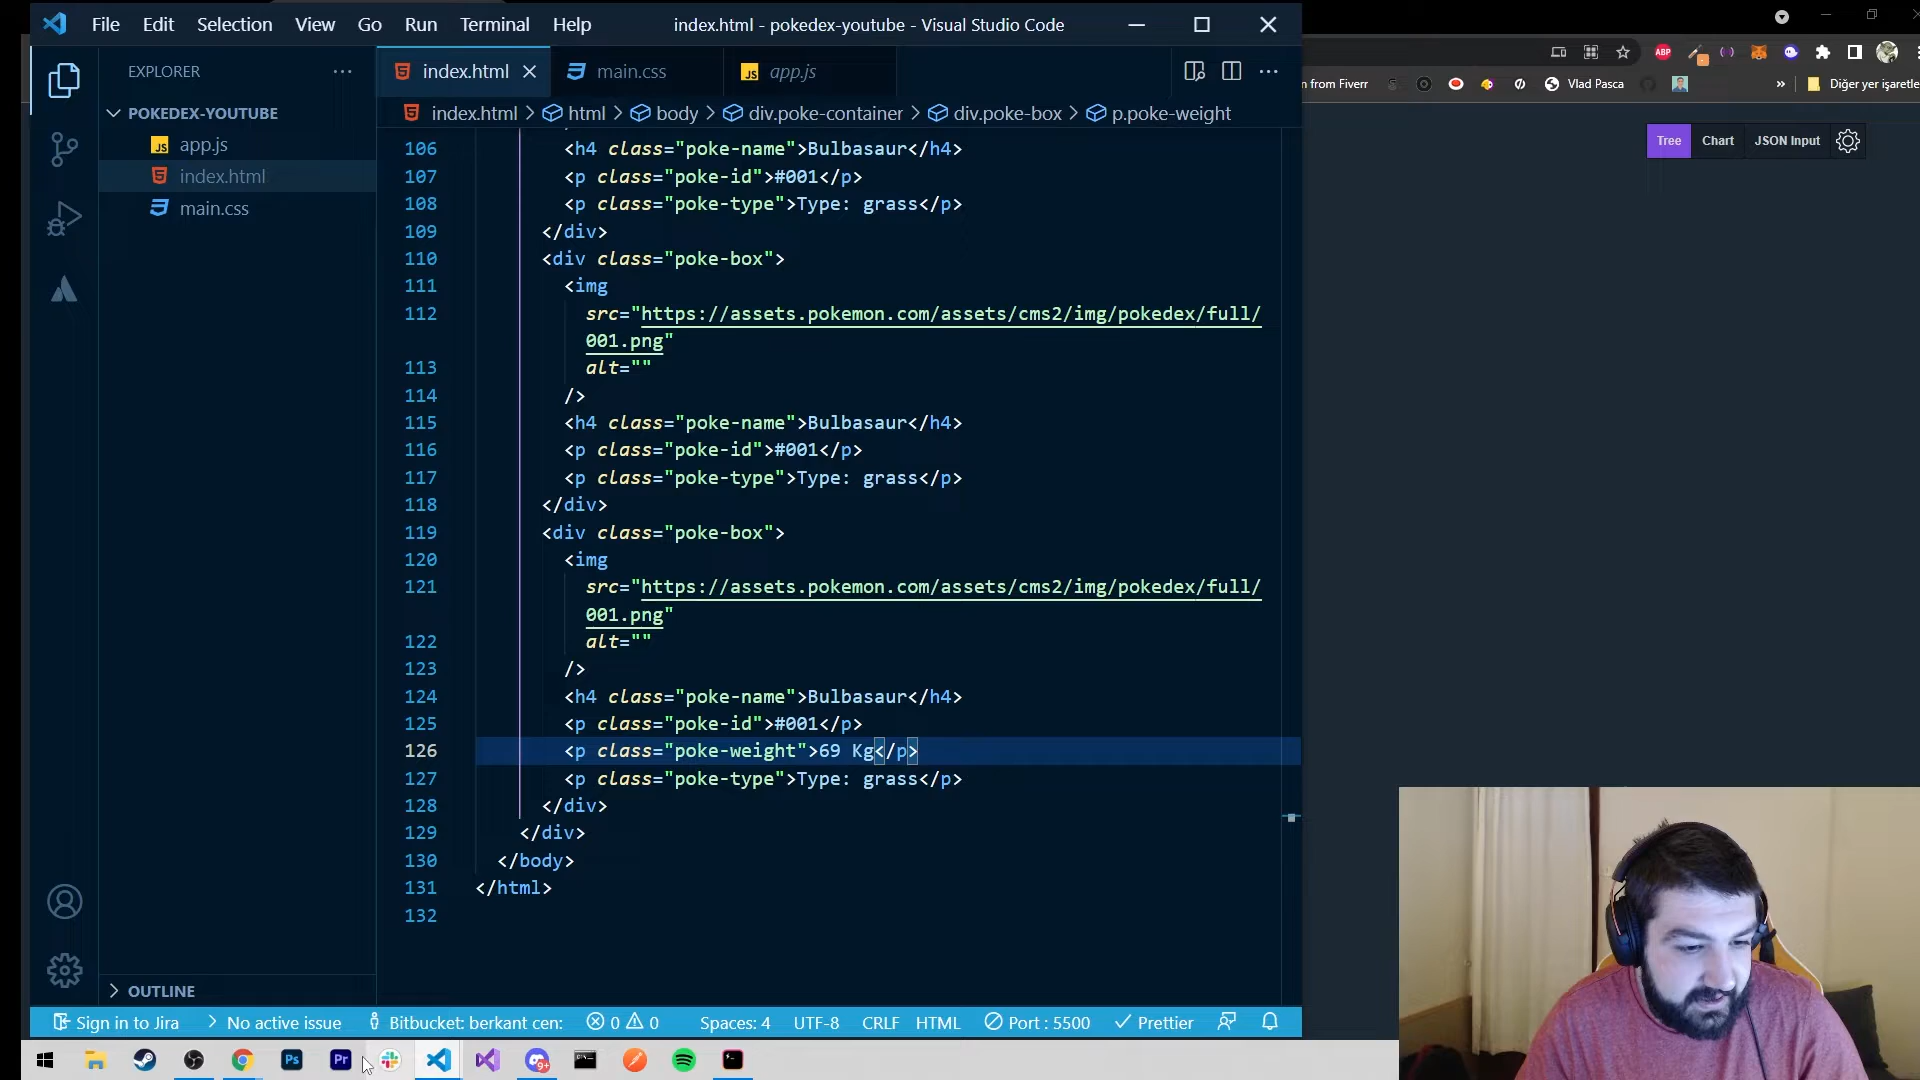 File Edit Selection View Go Run Terminal Help index.html - pokedex-youtube - Visual Studio Code
EXPLORER
index.html main.css app.js
POKEDEX-YOUTUBE
app.js
index.html
main.css
OUTLINE
index.html > html > body > div.poke-container > div.poke-box > p.poke-weight
106 <h4 class="poke-name">Bulbasaur</h4>
107 <p class="poke-id">#001</p>
108 <p class="poke-type">Type: grass</p>
109 </div>
110 <div class="poke-box">
111 <img
112 src="https://assets.pokemon.com/assets/cms2/img/pokedex/full/
001.png"
113 alt=""
114 />
115 <h4 class="poke-name">Bulbasaur</h4>
116 <p class="poke-id">#001</p>
117 <p class="poke-type">Type: grass</p>
118 </div>
119 <div class="poke-box">
120 <img
121 src="https://assets.pokemon.com/assets/cms2/img/pokedex/full/
001.png"
122 alt=""
123 />
124 <h4 class="poke-name">Bulbasaur</h4>
125 <p class="poke-id">#001</p>
126 <p class="poke-weight">69 Kg</p>
127 <p class="poke-type">Type: grass</p>
128 </div>
129 </div>
130 </body>
131 </html>
132
Sign in to Jira No active issue Bitbucket: berkant cen: 0 0 Spaces: 4 UTF-8 CRLF HTML Port : 5500 Prettier
ABP
n from Fiverr Vlad Pasca » Diğer yer işaretle
Tree Chart JSON Input
Ps Pr 9+